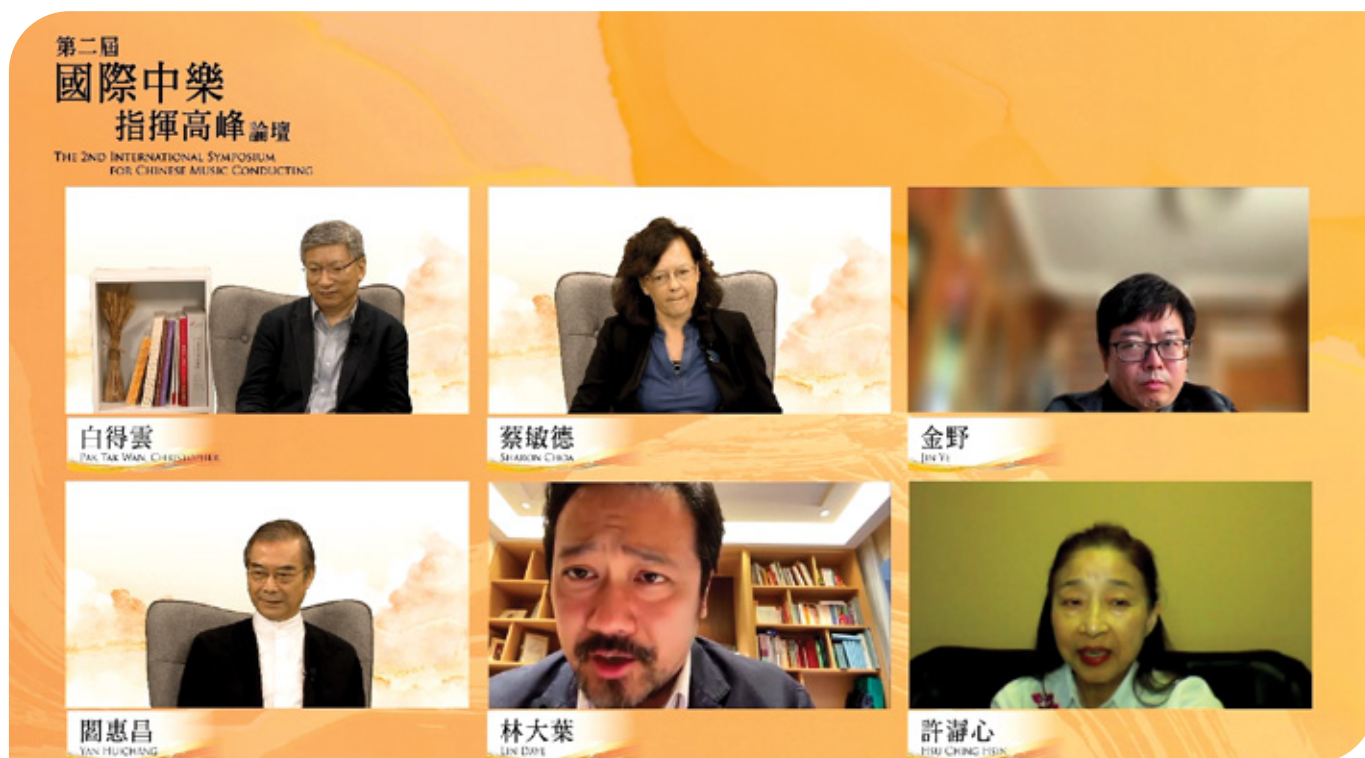 第二屆
國際中樂
指揮高峰論壇
THE 2ND INTERNATIONAL SYMPOSIUM
FOR CHINESE MUSIC CONDUCTING
白得雲
PAK TAK WAN, CHRISTOPHER
蔡敏德
SHARON CHOA
金野
JIN YE
閻惠昌
YAN HUICHANG
林大葉
LIN DAYE
許瀞心
HSU CHING HSIN